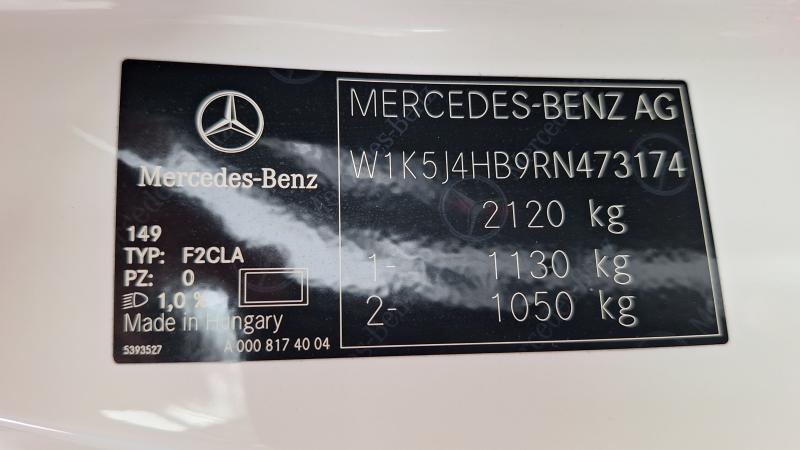 Mercedes-Benz
149
TYP: F2CLA
PZ: 0
1,0 %
Made in Hungary
5393527
A 000 817 40 04
MERCEDES-BENZ AG
W1K5J4HB9RN473174
2120 kg
1- 1130 kg
2- 1050 kg